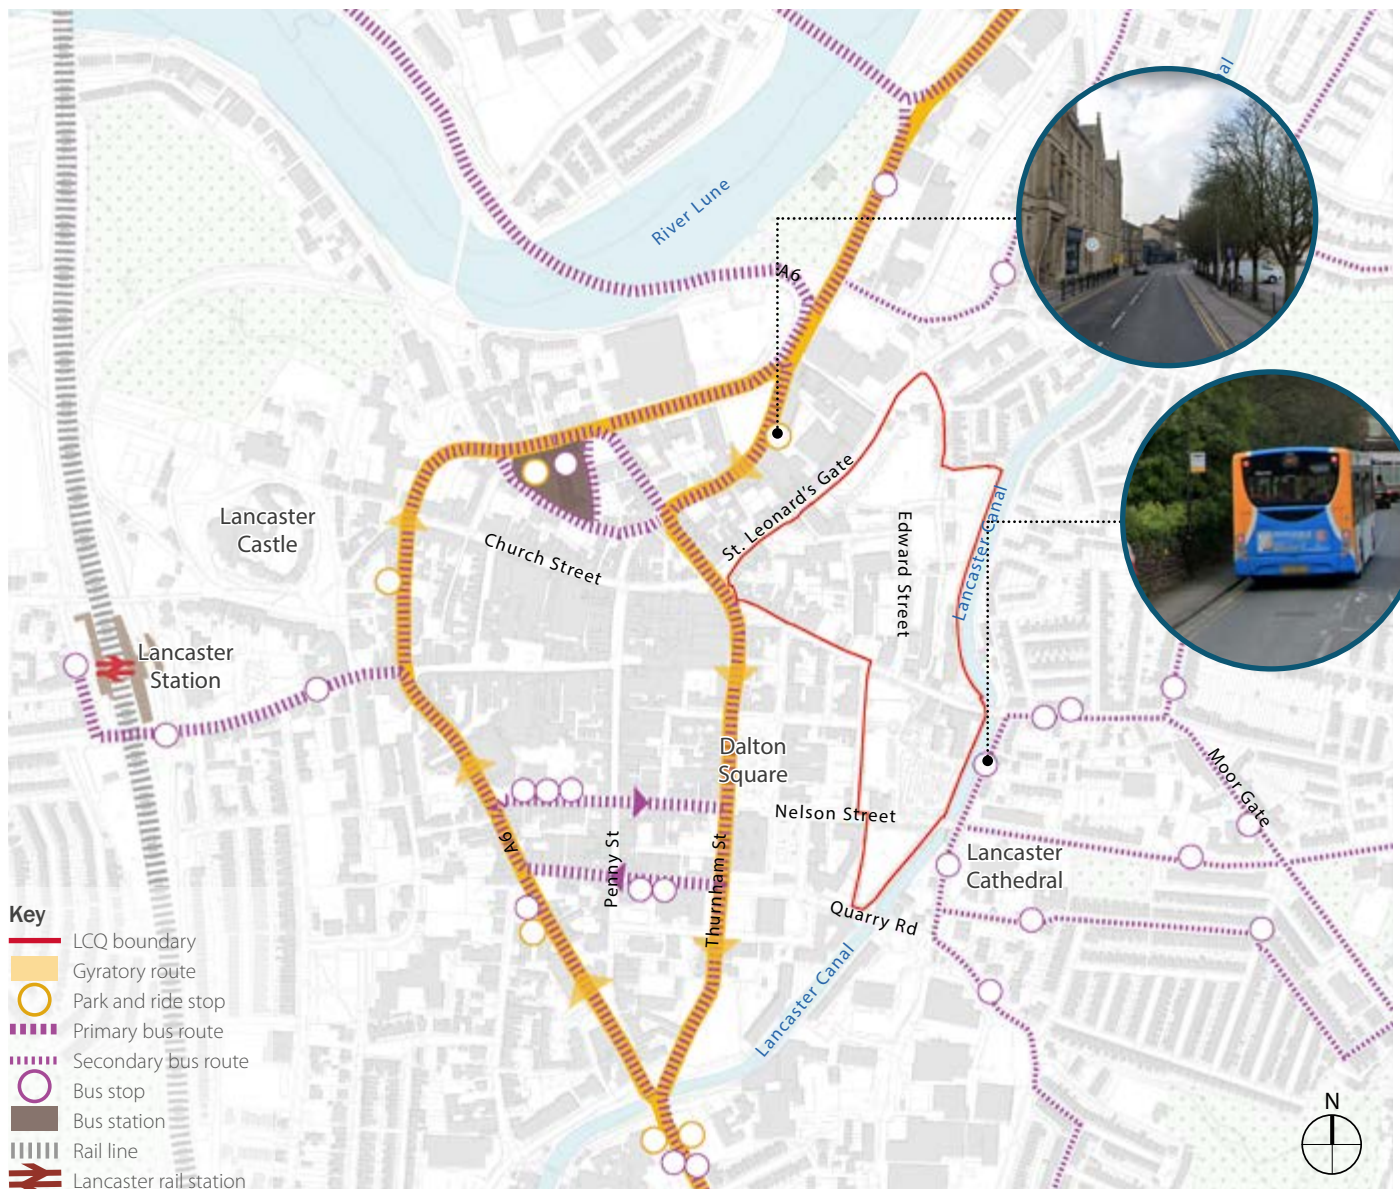 al
River Lune
A6
St. Leonard's Gate
Lancaster
Castle
Church Street
Edward Street
Lancaster Canal
Lancaster
Station
Dalton
Square
Moor Gate
Nelson Street
A6
Penny St
Thurnham St
Lancaster
Cathedral
Quarry Rd
Lancaster Canal
Key
LCQ boundary
Gyratory route
Park and ride stop
Primary bus route
Secondary bus route
Bus stop
Bus station
Rail line
Lancaster rail station
N